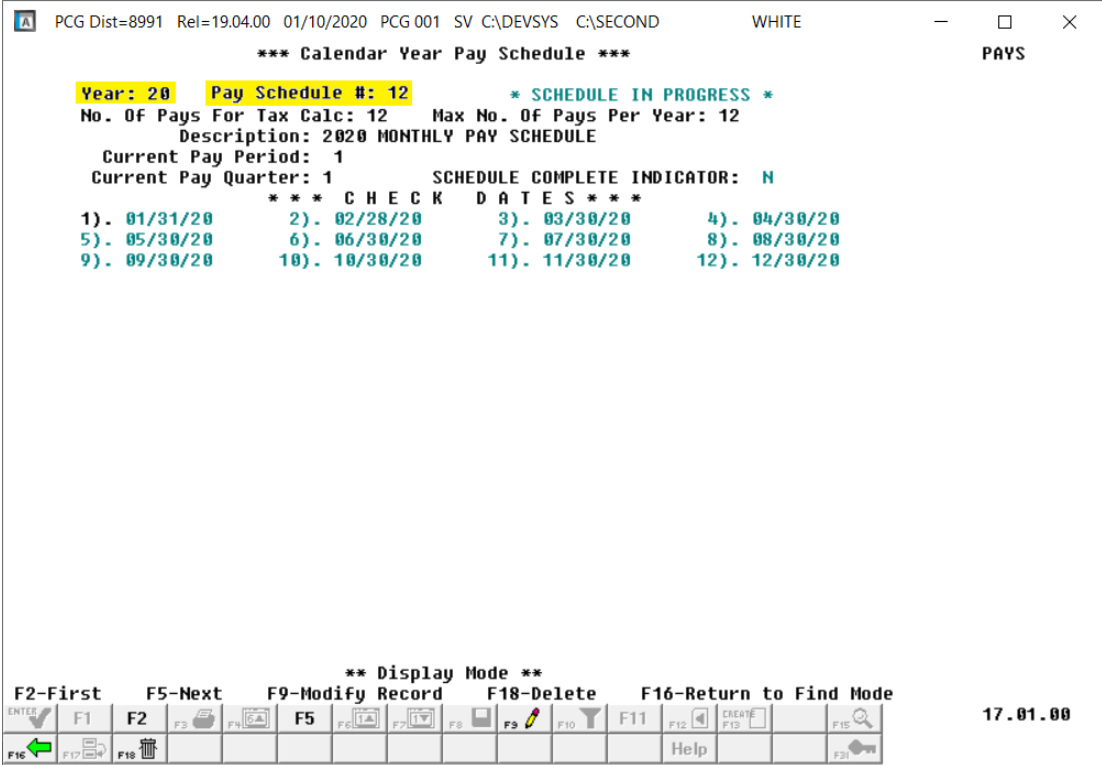 PCG Dist=8991 Rel=19.04.00 01/10/2020 PCG 001 SV C:\DEVSYS C:\SECOND WHITE
*** Calendar Year Pay Schedule *** PAYS
Year: 20 Pay Schedule #: 12 * SCHEDULE IN PROGRESS *
No. Of Pays For Tax Calc: 12 Max No. Of Pays Per Year: 12
Description: 2020 MONTHLY PAY SCHEDULE
Current Pay Period: 1
Current Pay Quarter: 1 SCHEDULE COMPLETE INDICATOR: N
* * * C H E C K D A T E S * * *
1). 01/31/20 2). 02/28/20 3). 03/30/20 4). 04/30/20
5). 05/30/20 6). 06/30/20 7). 07/30/20 8). 08/30/20
9). 09/30/20 10). 10/30/20 11). 11/30/20 12). 12/30/20
** Display Mode **
F2-First F5-Next F9-Modify Record F18-Delete F16-Return to Find Mode
ENTER F1 F2 F3 F4 F5 F6 F7 F8 F9 F10 F11 F12 CREATE F13 F15 17.01.00
F16 F17 F18 Help F31